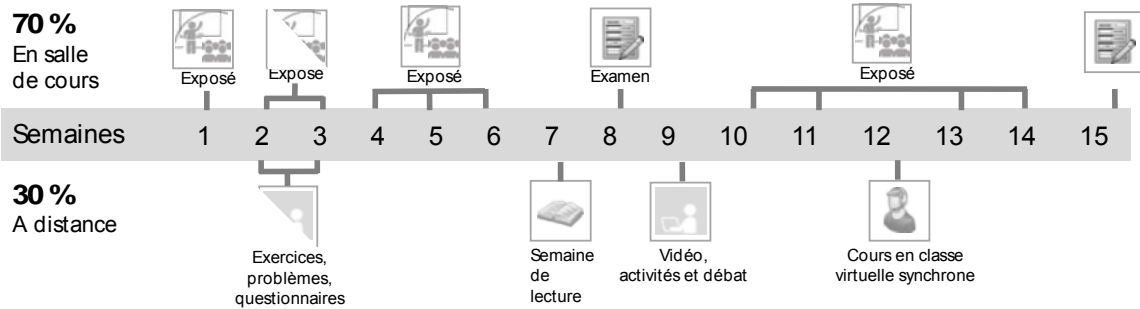 70 %
En salle
de cours
Exposé
Expose
Exposé
Examen
Exposé
Semaines 1 2 3 4 5 6 7 8 9 10 11 12 13 14 15
30 %
A distance
Exercices,
problèmes,
questionnaires
Semaine
de
lecture
Vidéo,
activités et débat
Cours en classe
virtuelle synchrone